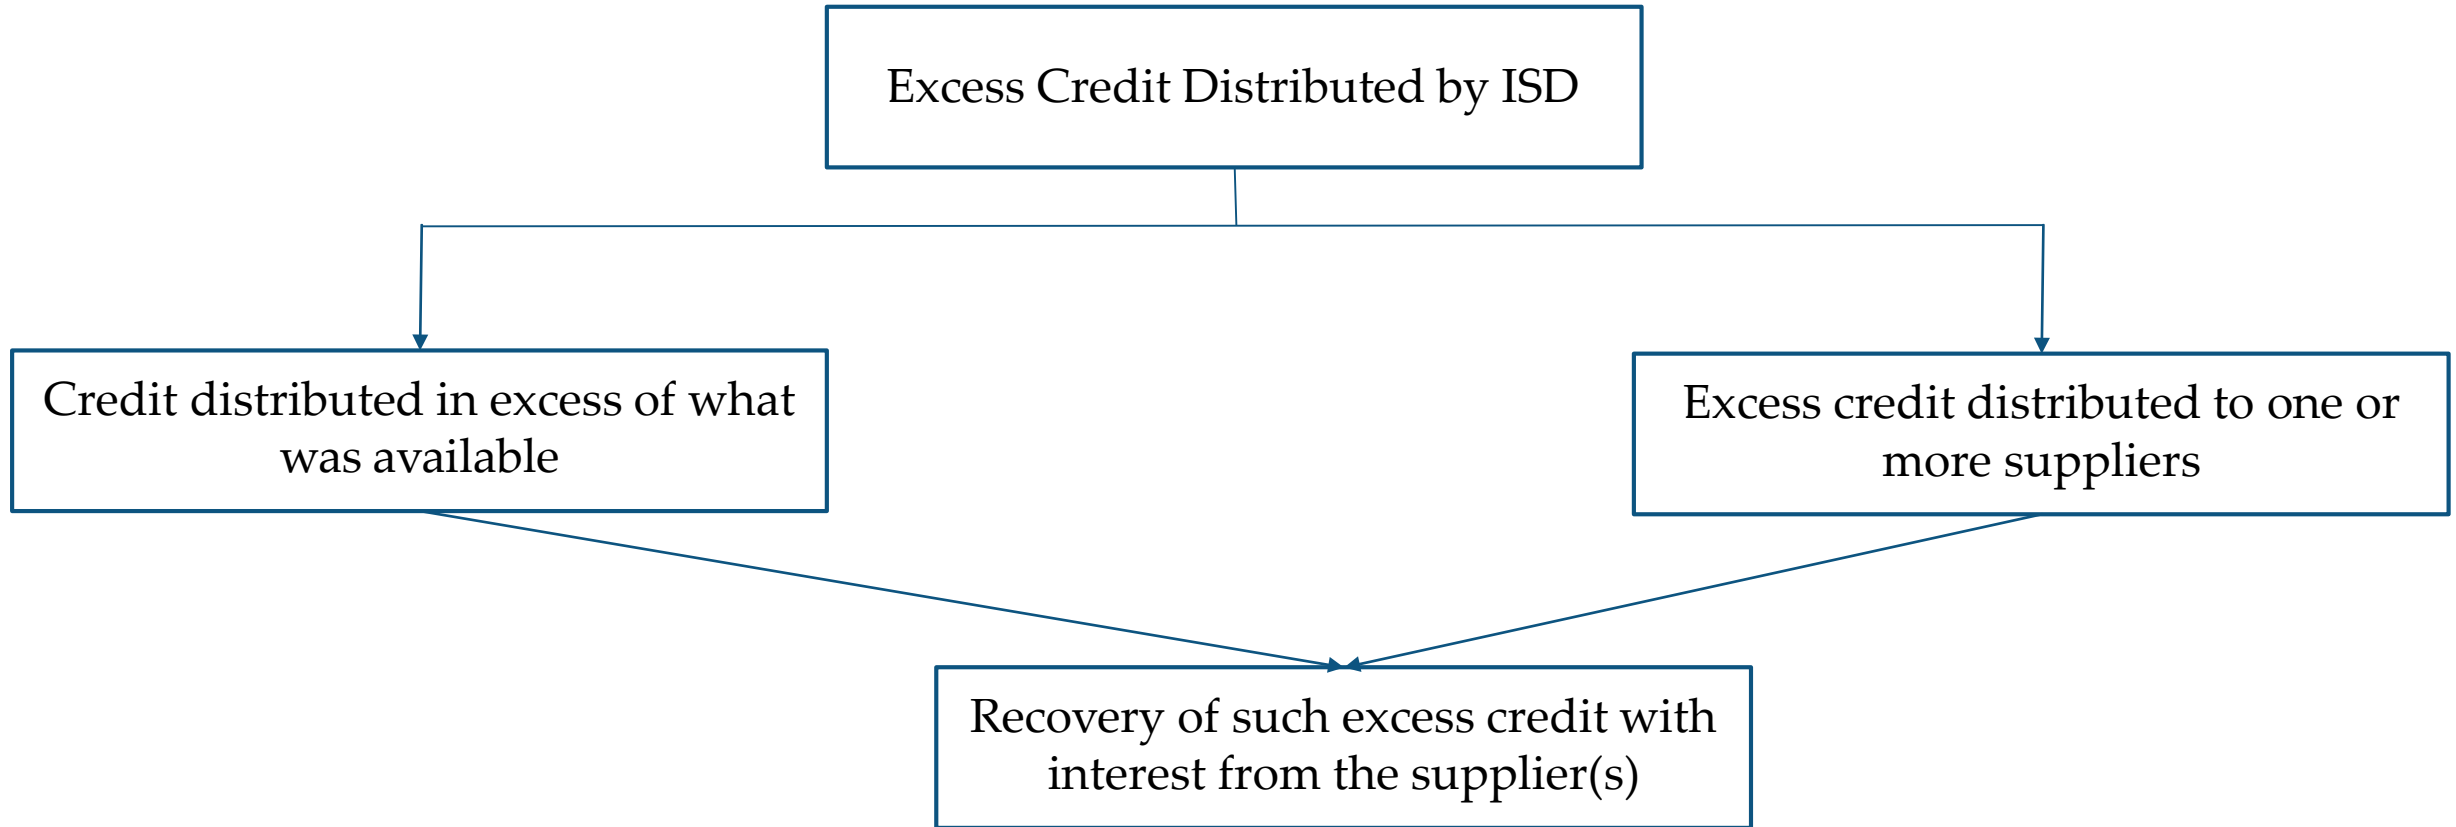 Excess Credit Distributed by ISD
Credit distributed in excess of what
was available
Excess credit distributed to one or
more suppliers
Recovery of such excess credit with
interest from the supplier(s)